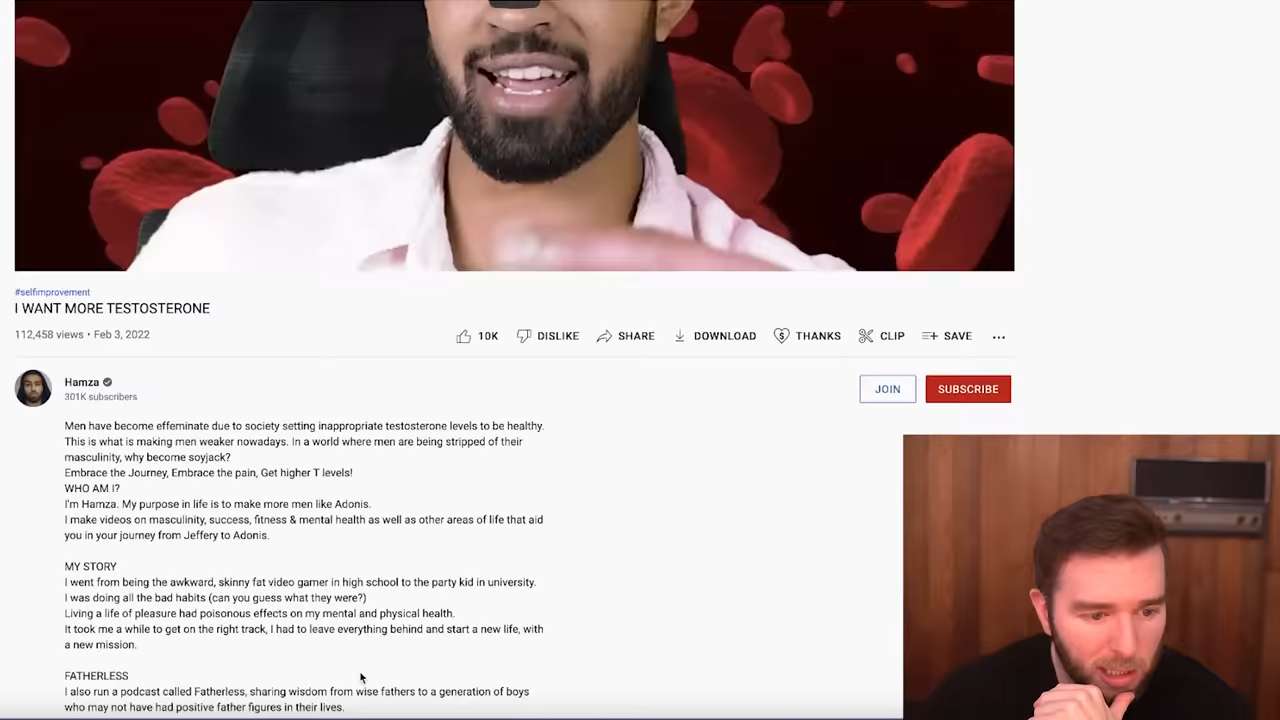 #selfimprovement
I WANT MORE TESTOSTERONE
112,458 views • Feb 3, 2022
10K DISLIKE SHARE DOWNLOAD THANKS CLIP SAVE ...
Hamza
301K subscribers
JOIN SUBSCRIBE
Men have become effeminate due to society setting inappropriate testosterone levels to be healthy.
This is what is making men weaker nowadays. In a world where men are being stripped of their
masculinity, why become soyjack?
Embrace the Journey, Embrace the pain, Get higher T levels!
WHO AM I?
I'm Hamza. My purpose in life is to make more men like Adonis.
I make videos on masculinity, success, fitness & mental health as well as other areas of life that aid
you in your journey from Jeffery to Adonis.
MY STORY
I went from being the awkward, skinny fat video gamer in high school to the party kid in university.
I was doing all the bad habits (can you guess what they were?)
Living a life of pleasure had poisonous effects on my mental and physical health.
It took me a while to get on the right track, I had to leave everything behind and start a new life, with
a new mission.
FATHERLESS
I also run a podcast called Fatherless, sharing wisdom from wise fathers to a generation of boys
who may not have had positive father figures in their lives.